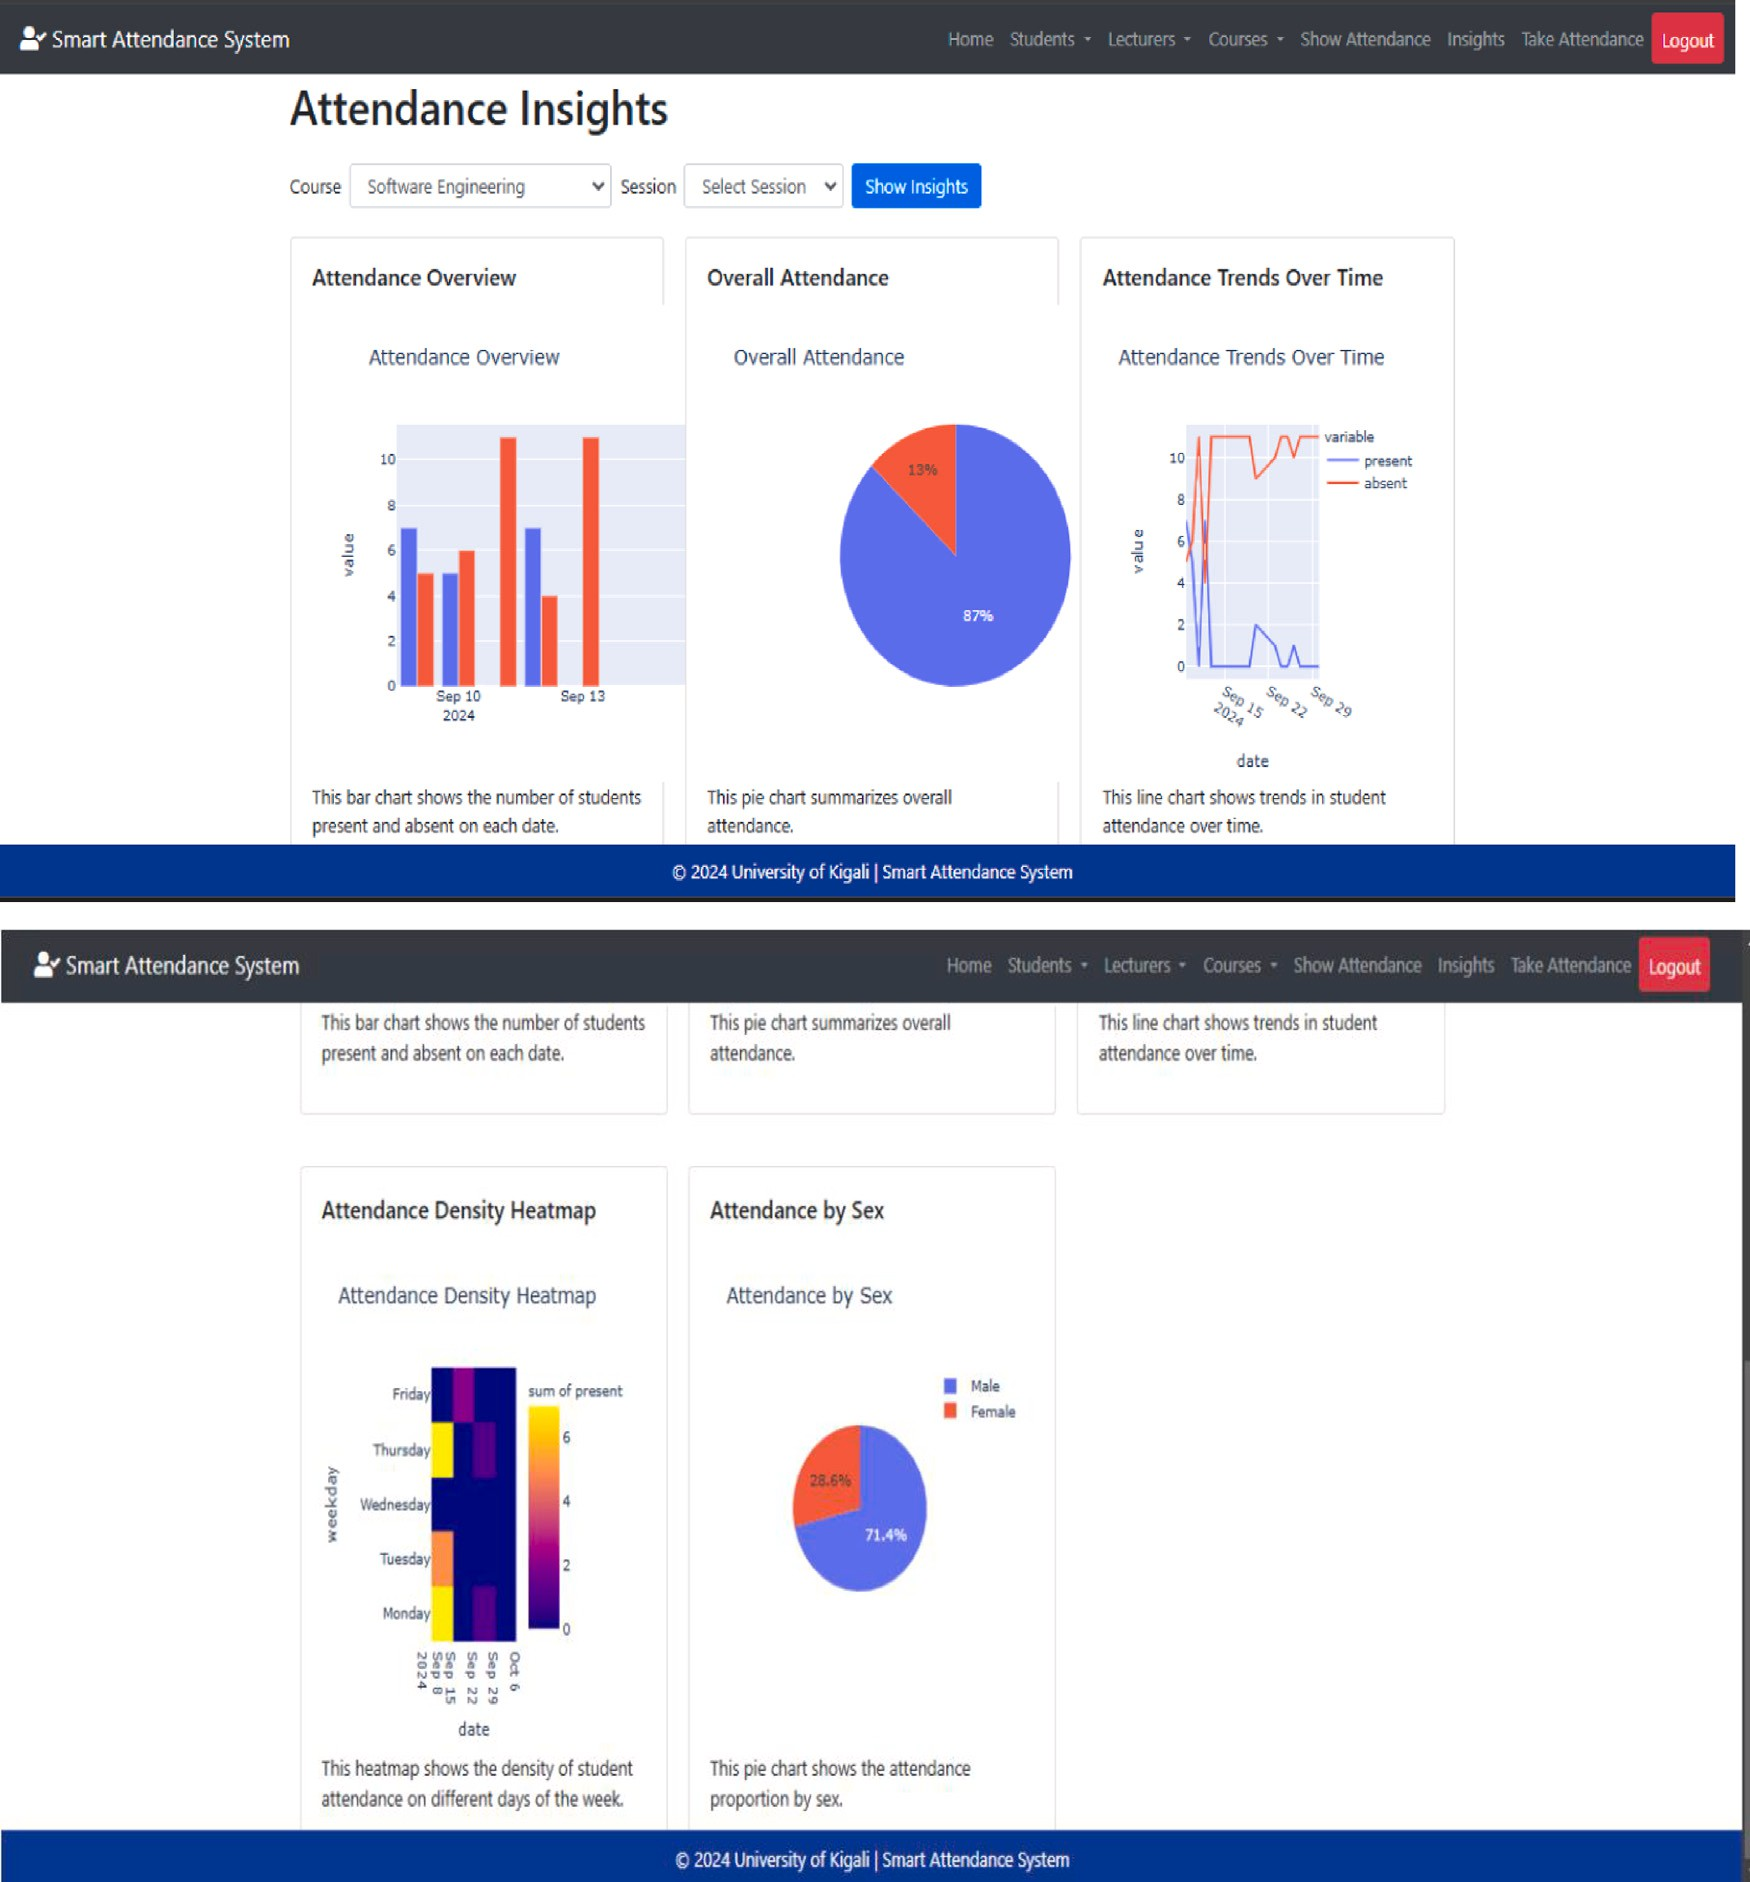 Smart Attendance System
Home Students Lecturers Courses Show Attendance Insights Take Attendance Logout
Attendance Insights
Course Software Engineering Session Select Session Show Insights
Attendance Overview
Attendance Overview
value
10
8
6
4
2
0
Sep 10
2024
Sep 13
This bar chart shows the number of students
present and absent on each date.
Overall Attendance
Overall Attendance
13%
87%
This pie chart summarizes overall
attendance.
Attendance Trends Over Time
Attendance Trends Over Time
variable
present
absent
value
10
8
6
4
2
0
Sep 15
2024
Sep 22
Sep 29
date
This line chart shows trends in student
attendance over time.
© 2024 University of Kigali | Smart Attendance System
Smart Attendance System
Home Students Lecturers Courses Show Attendance Insights Take Attendance Logout
This bar chart shows the number of students
present and absent on each date.
This pie chart summarizes overall
attendance.
This line chart shows trends in student
attendance over time.
Attendance Density Heatmap
Attendance Density Heatmap
sum of present
6
4
2
0
weekday
Friday
Thursday
Wednesday
Tuesday
Monday
Sep 8
2024
Sep 15
Sep 22
Sep 29
Oct 6
date
This heatmap shows the density of student
attendance on different days of the week.
Attendance by Sex
Attendance by Sex
Male
Female
28.6%
71.4%
This pie chart shows the attendance
proportion by sex.
© 2024 University of Kigali | Smart Attendance System